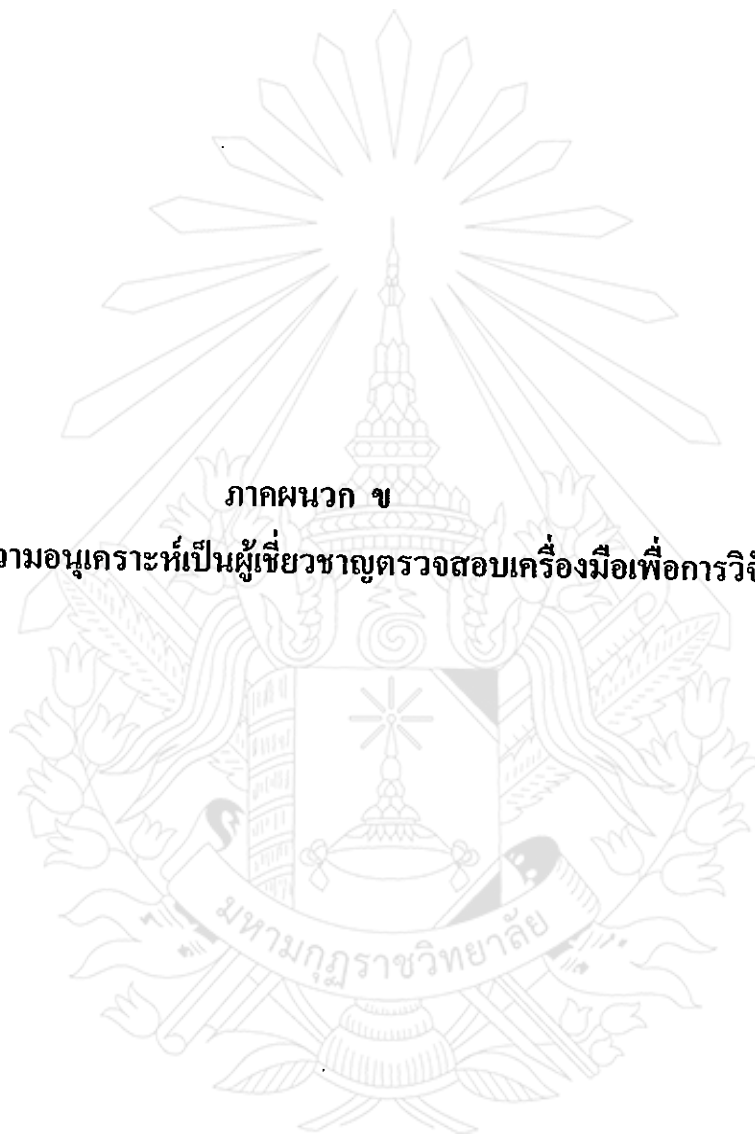 ภาคผนวก ข
วามอนุเคราะห์เป็นผู้เชี่ยวชาญตรวจสอบเครื่องมือเพื่อการวิจ
มหามกุฏราชวิทยาลัย